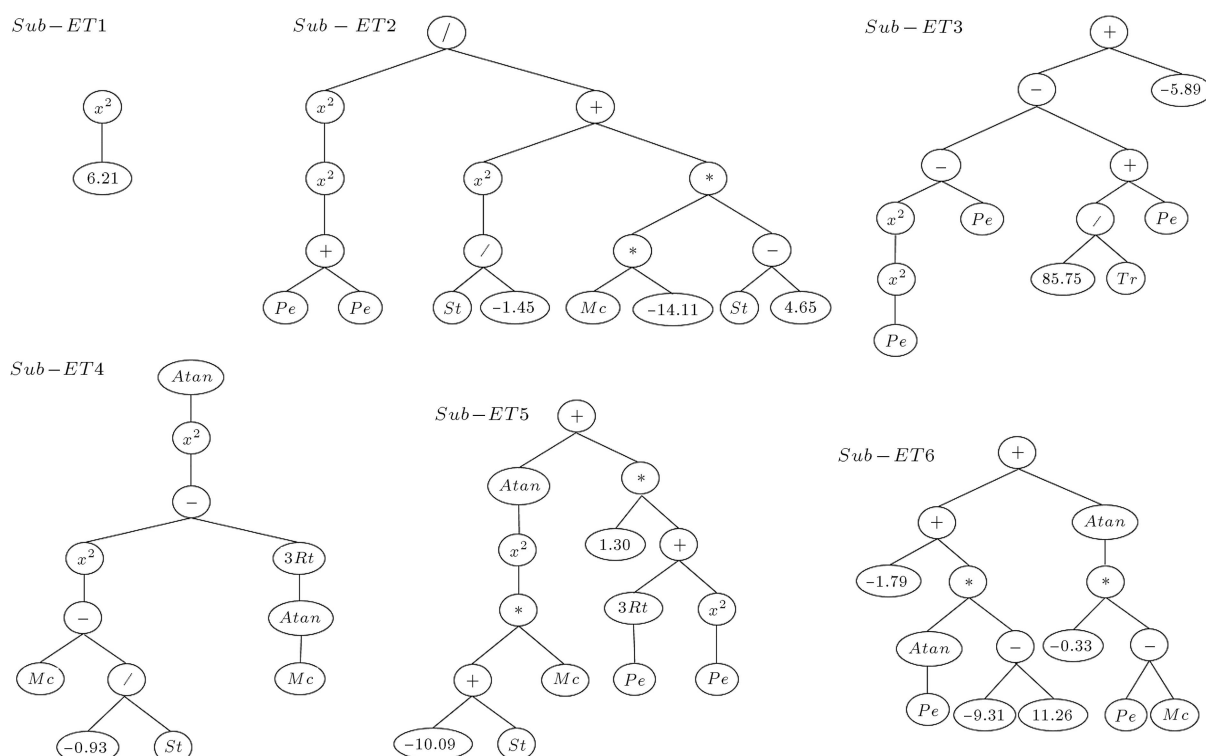 Sub−ET1
x²
6.21
Sub − ET2
/
x² +
x² x² *
+ / * −
Pe Pe St −1.45 Mc −14.11 St 4.65
Sub−ET3
+
− −5.89
− +
x² Pe / Pe
x² 85.75 Tr
Pe
Sub−ET4
Atan
x²
−
x² 3Rt
− Atan
Mc / Mc
−0.93 St
Sub−ET5
+
Atan *
x² 1.30 +
* 3Rt x²
+ Mc Pe Pe
−10.09 St
Sub−ET6
+
+ Atan
−1.79 * *
Atan − −0.33 −
Pe −9.31 11.26 Pe Mc